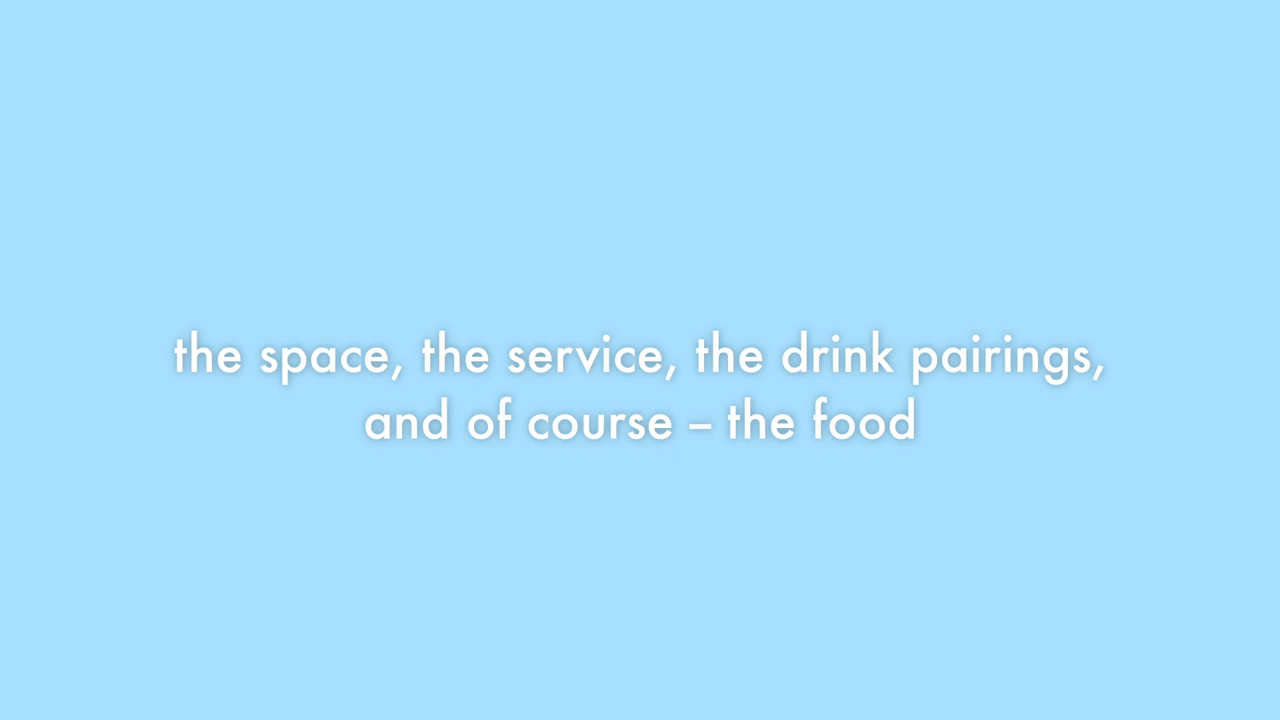 the space, the service, the drink pairings,
and of course – the food